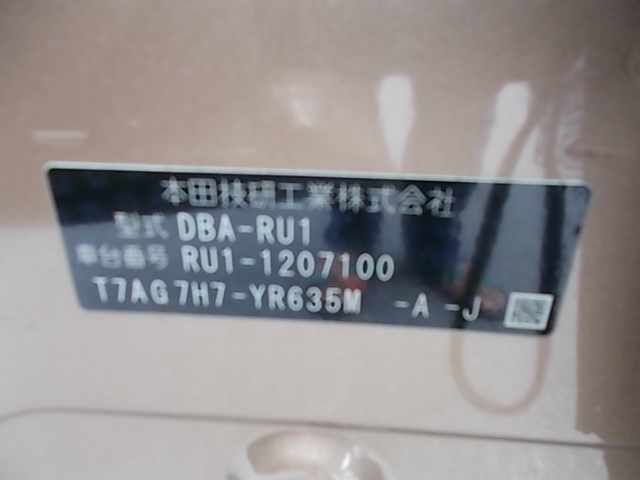 本田技研工業株式会社
型式 DBA-RU1
車台番号 RU1-1207100
T7AG7H7-YR635M -A -J